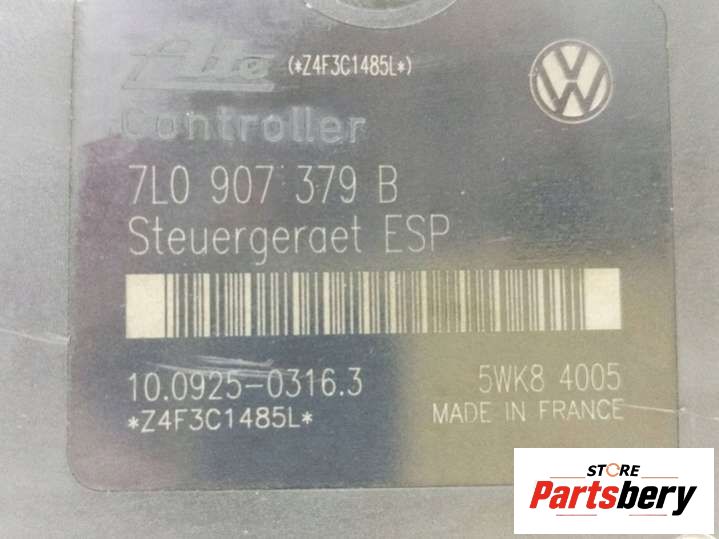 Ate (*Z4F3C1485L*)
Controller
7L0 907 379 B
Steuergeraet ESP
10.0925-0316.3 5WK8 4005
*Z4F3C1485L* MADE IN FRANCE
STORE
Partsbery